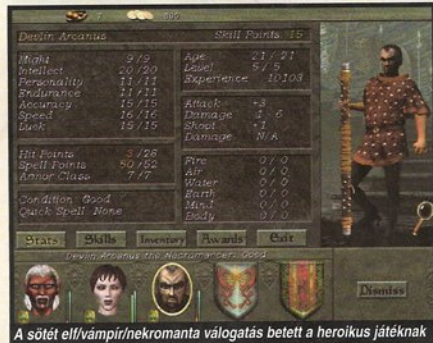 7 800
Devlin Arcanus Skill Points 15
Might 9/9
Intellect 20/20
Personality 11/11
Endurance 11/11
Accuracy 15/15
Speed 16/16
Luck 15/15
Hit Points 3/26
Spell Points 50/52
Armor Class 7/7
Condition Good
Quick Spell None
Age 21/21
Level 5/5
Experience 10103
Attack +3
Damage 1 - 6
Shoot +1
Damage N/A
Fire 0/0
Air 0/0
Water 0/0
Earth 0/0
Mind 0/0
Body 0/0
Stats Skills Inventory Awards Exit
Devlin Arcanus the Necromancer: Good
Dismiss
A sötét elf/vámpír/nekromanta válogatás betett a heroikus játéknak